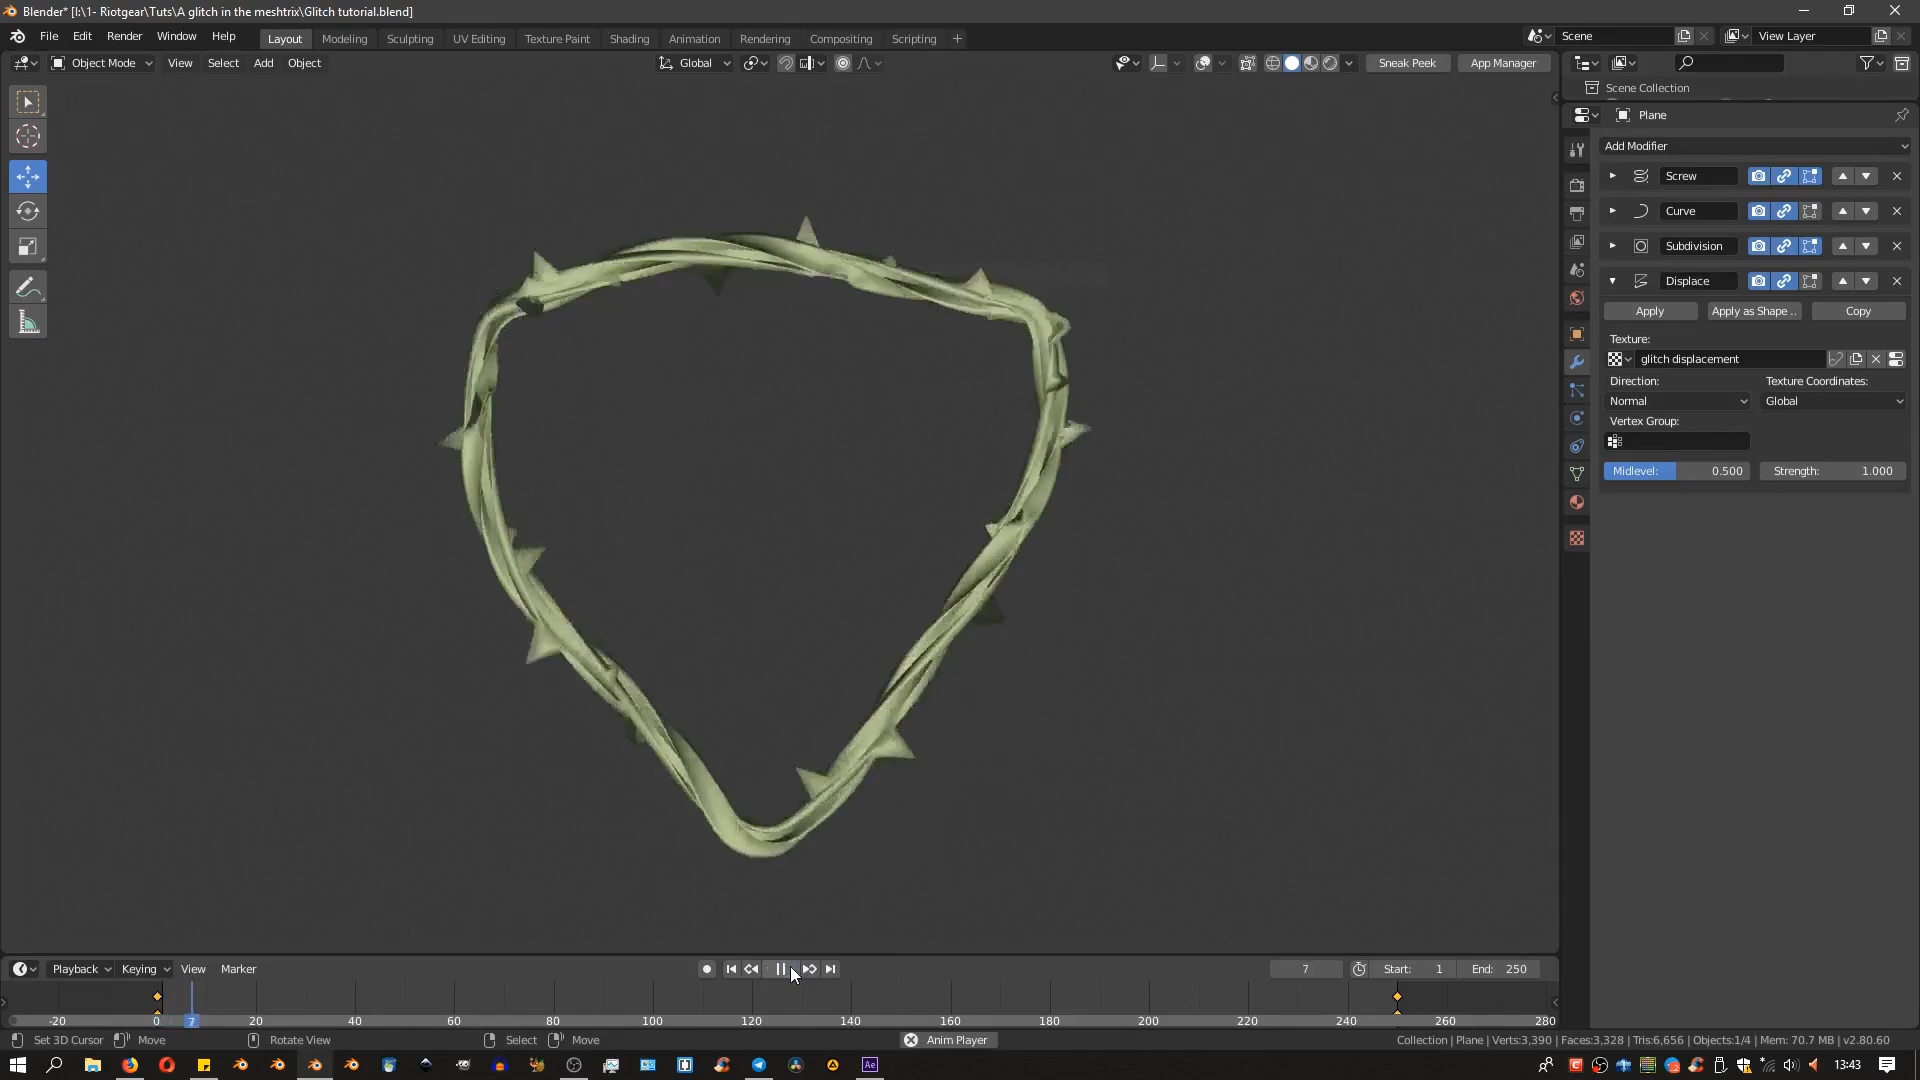 Blender* [I:\1- Riotgear\Tuts\A glitch in the meshtrix\Glitch tutorial.blend]
File Edit Render Window Help Layout Modeling Sculpting UV Editing Texture Paint Shading Animation Rendering Compositing Scripting + Scene View Layer
Object Mode View Select Add Object Global Sneak Peek App Manager
Scene Collection
Plane
Add Modifier
Screw
Curve
Subdivision
Displace
Apply Apply as Shape .. Copy
Texture:
glitch displacement
Direction: Texture Coordinates:
Normal Global
Vertex Group:
Midlevel: 0.500 Strength: 1.000
Playback Keying View Marker 7 Start: 1 End: 250
-20 0 7 20 40 60 80 100 120 140 160 180 200 220 240 260 280
Set 3D Cursor Move Rotate View Select Move Anim Player Collection | Plane | Verts:3,390 | Faces:3,328 | Tris:6,656 | Objects:1/4 | Mem: 70.7 MB | v2.80.60
Ae 13:43